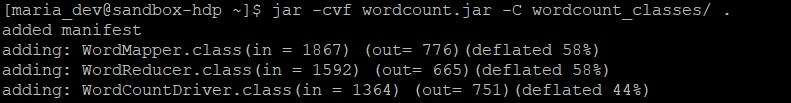 [maria_dev@sandbox-hdp ~]$ jar -cvf wordcount.jar -C wordcount_classes/ .
added manifest
adding: WordMapper.class(in = 1867) (out= 776)(deflated 58%)
adding: WordReducer.class(in = 1592) (out= 665)(deflated 58%)
adding: WordCountDriver.class(in = 1364) (out= 751)(deflated 44%)